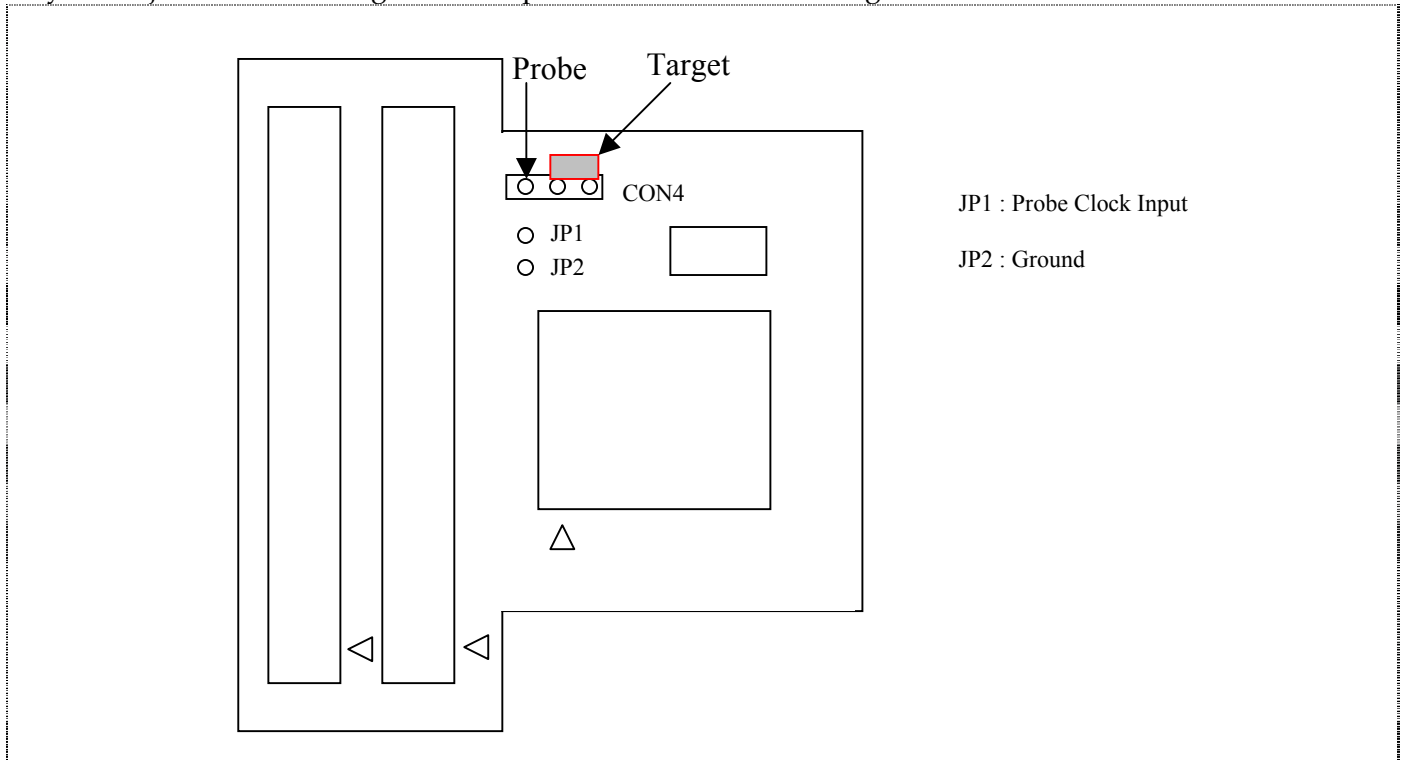 Probe
Target
CON4
JP1
JP2
JP1 : Probe Clock Input
JP2 : Ground